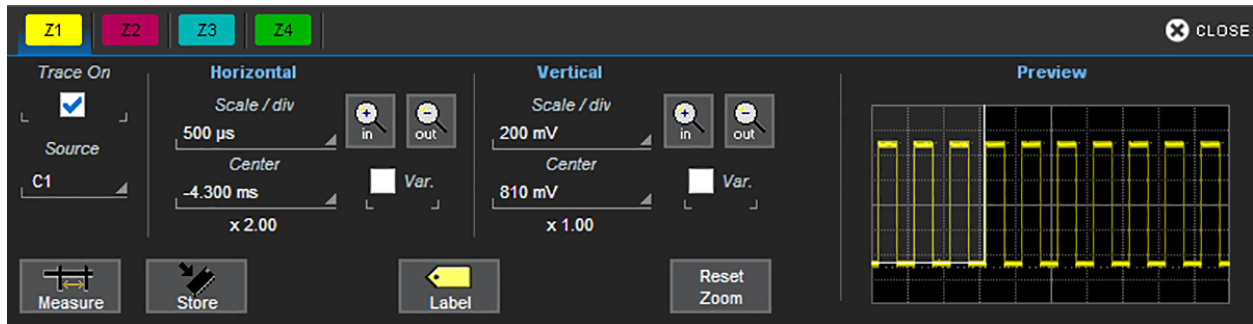 Z1 Z2 Z3 Z4 CLOSE
Trace On Horizontal Vertical Preview
Scale / div Scale / div
500 µs in out 200 mV in out
Source Center Center
C1 -4.300 ms Var. 810 mV Var.
x 2.00 x 1.00
Measure Store Label Reset
Zoom